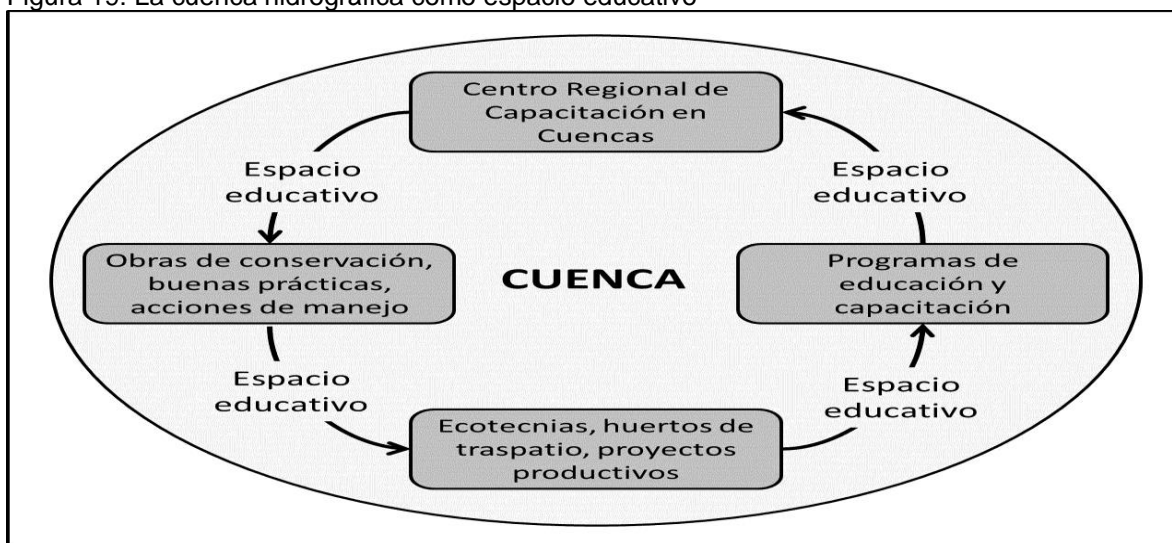 Figura 19. La cuenca hidrográfica como espacio educativo
Centro Regional de
Capacitación en
Cuencas
Espacio
educativo
Espacio
educativo
Obras de conservación,
buenas prácticas,
acciones de manejo
CUENCA
Programas de
educación y
capacitación
Espacio
educativo
Espacio
educativo
Ecotecnias, huertos de
traspatio, proyectos
productivos